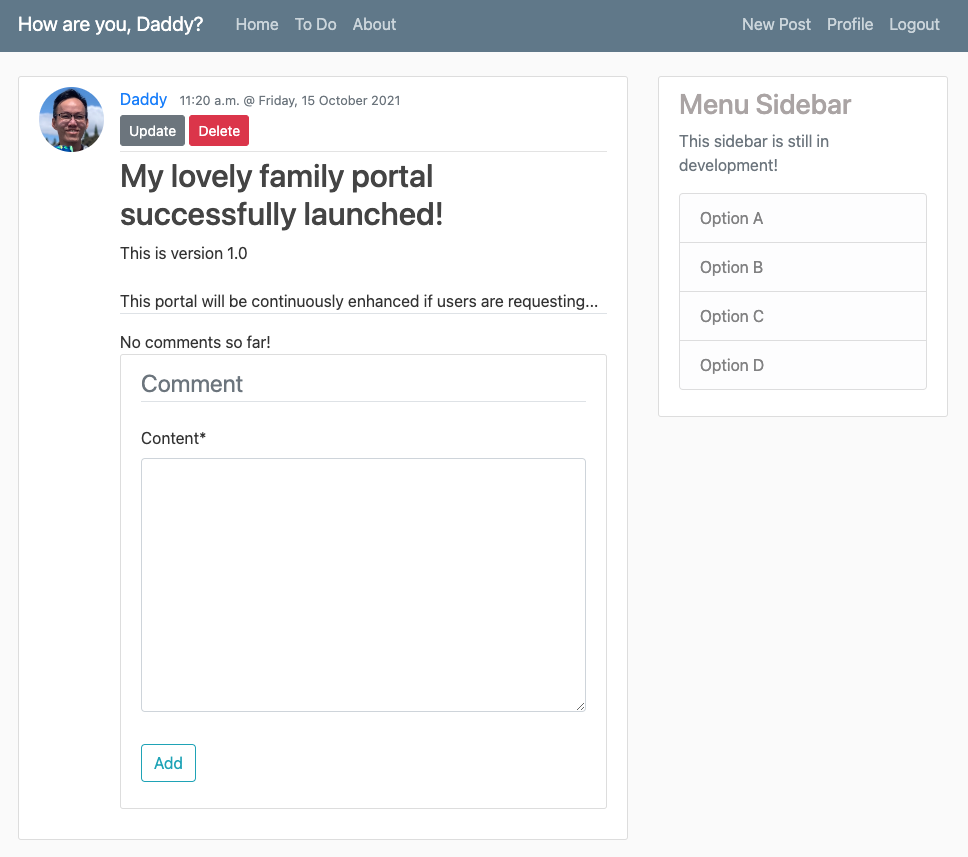 How are you, Daddy? Home To Do About New Post Profile Logout
Daddy 11:20 a.m. @ Friday, 15 October 2021
Update Delete
My lovely family portal
successfully launched!
This is version 1.0
This portal will be continuously enhanced if users are requesting...
No comments so far!
Comment
Content*
Add
Menu Sidebar
This sidebar is still in
development!
Option A
Option B
Option C
Option D